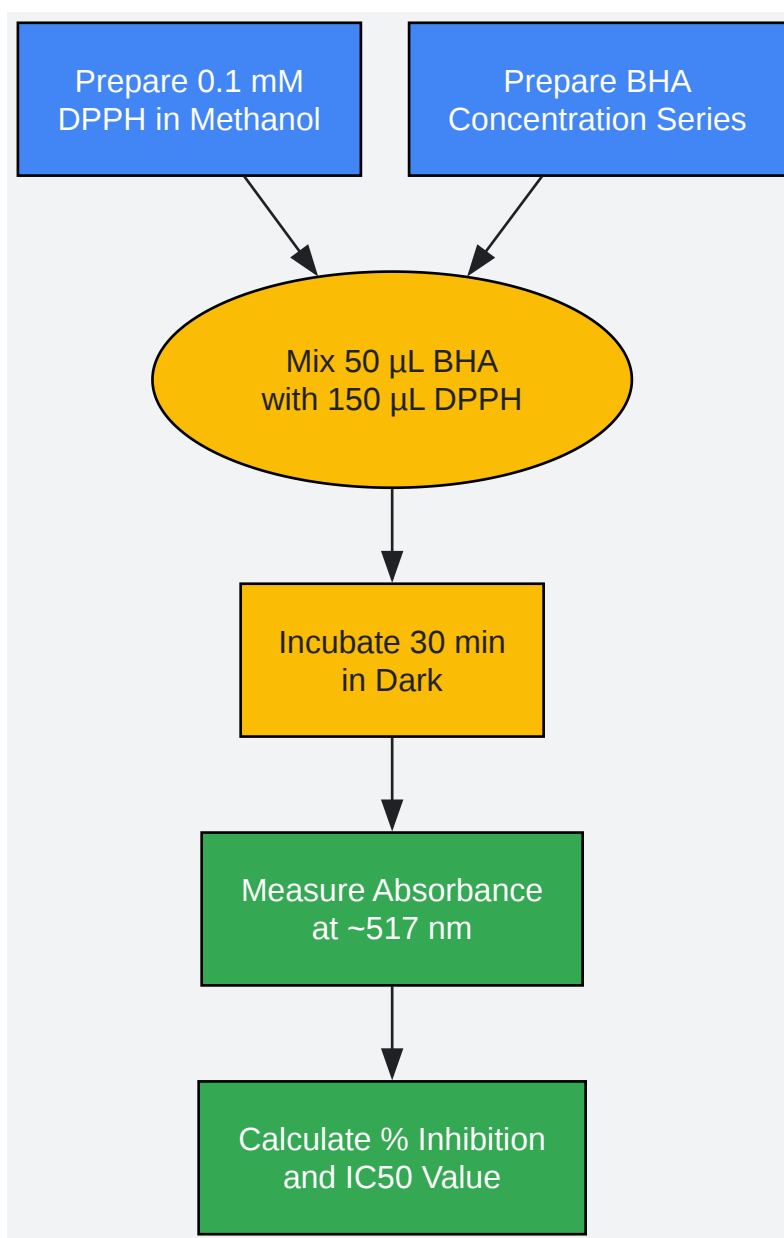 Prepare 0.1 mM
DPPH in Methanol
Prepare BHA
Concentration Series
Mix 50 µL BHA
with 150 µL DPPH
Incubate 30 min
in Dark
Measure Absorbance
at ~517 nm
Calculate % Inhibition
and IC50 Value